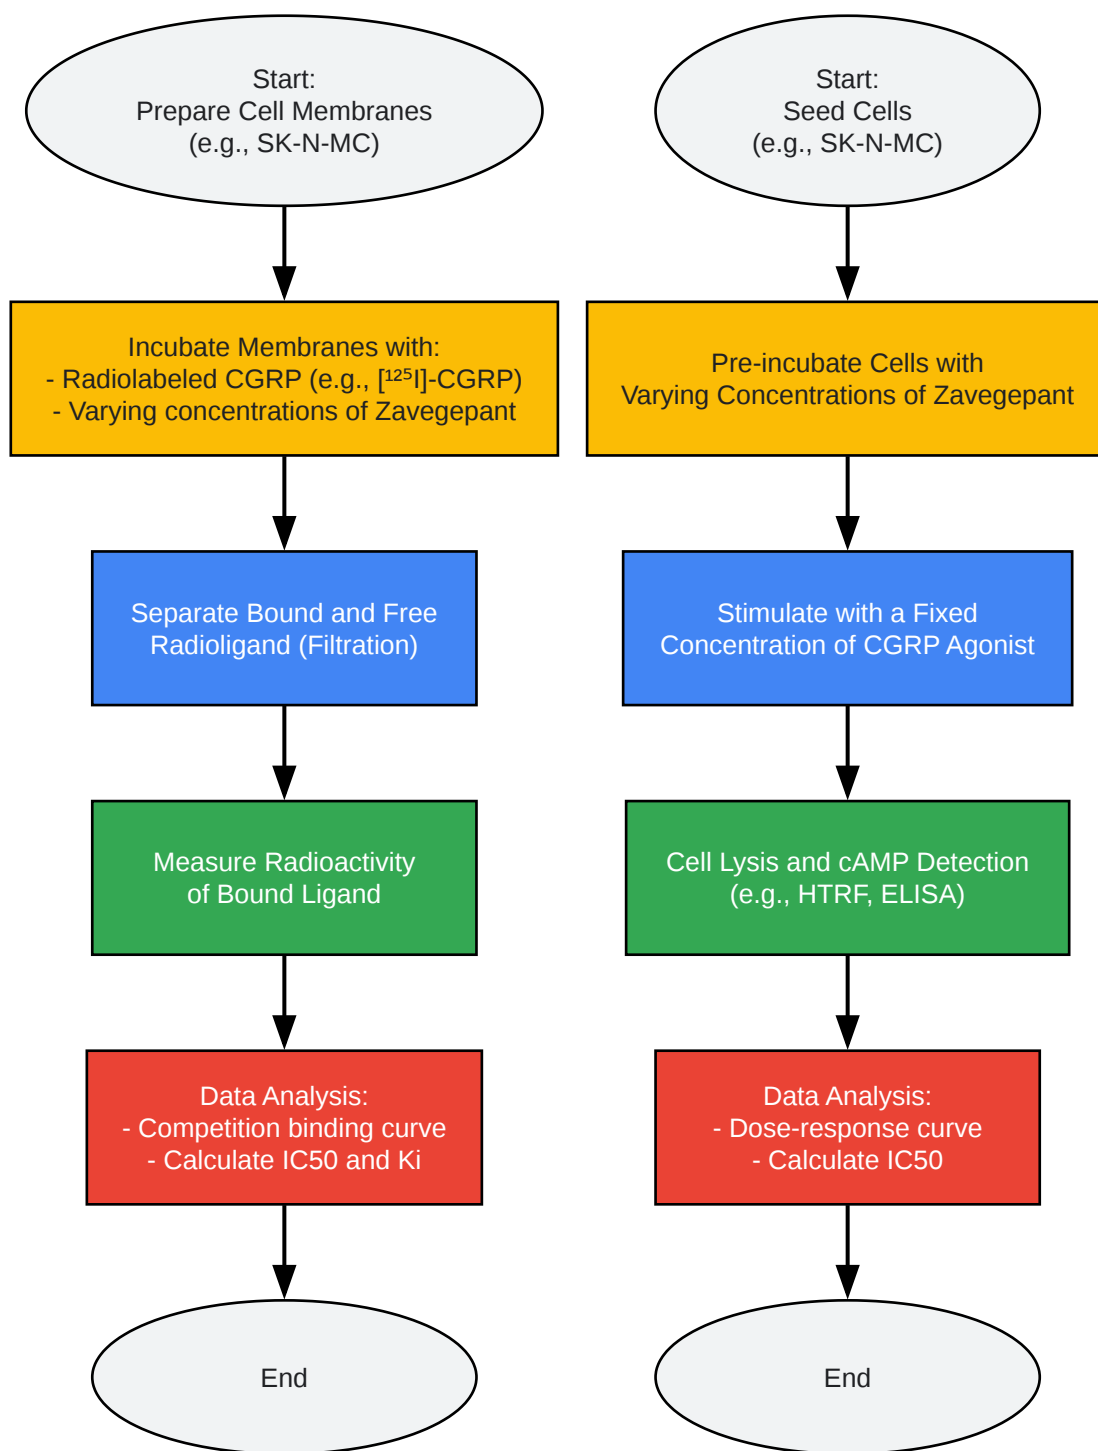 Start:
Prepare Cell Membranes
(e.g., SK-N-MC)
Incubate Membranes with:
- Radiolabeled CGRP (e.g., [¹²⁵I]-CGRP)
- Varying concentrations of Zavegepant
Separate Bound and Free
Radioligand (Filtration)
Measure Radioactivity
of Bound Ligand
Data Analysis:
- Competition binding curve
- Calculate IC50 and Ki
End
Start:
Seed Cells
(e.g., SK-N-MC)
Pre-incubate Cells with
Varying Concentrations of Zavegepant
Stimulate with a Fixed
Concentration of CGRP Agonist
Cell Lysis and cAMP Detection
(e.g., HTRF, ELISA)
Data Analysis:
- Dose-response curve
- Calculate IC50
End